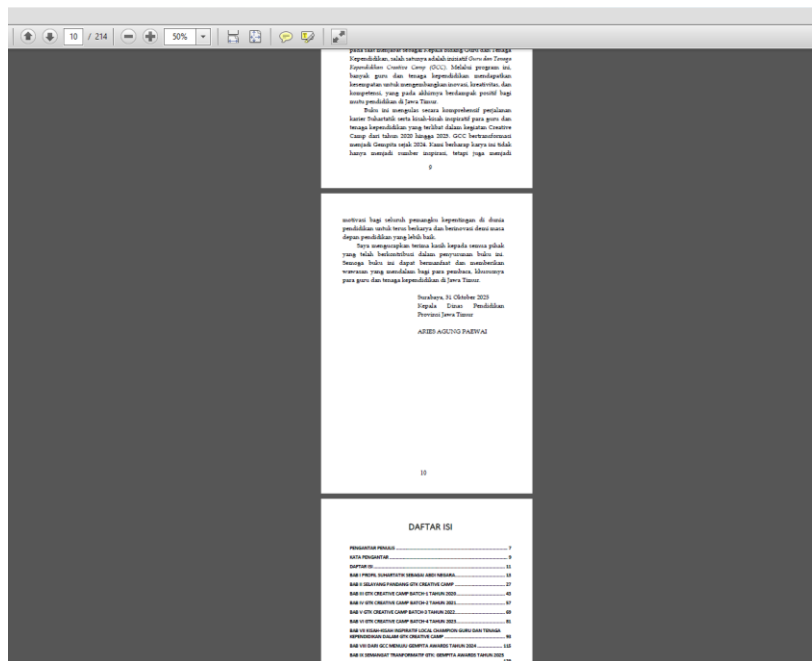 10 / 214
50%
pada saat menjabat sebagai Kepala Bidang Guru dan Tenaga
Kependidikan, salah satunya adalah inisiatif Guru dan Tenaga
Kependidikan Creative Camp (GCC). Melalui program ini,
banyak guru dan tenaga kependidikan mendapatkan
kesempatan untuk mengembangkan inovasi, kreativitas, dan
kompetensi, yang pada akhirnya berdampak positif bagi
mutu pendidikan di Jawa Timur.
Buku ini mengulas secara komprehensif perjalanan
karier Suhartatik serta kisah-kisah inspiratif para guru dan
tenaga kependidikan yang terlibat dalam kegiatan Creative
Camp dari tahun 2020 hingga 2023. GCC bertransformasi
menjadi Gempita sejak 2024. Kami berharap karya ini tidak
hanya menjadi sumber inspirasi, tetapi juga menjadi
9
motivasi bagi seluruh pemangku kepentingan di dunia
pendidikan untuk terus berkarya dan berinovasi demi masa
depan pendidikan yang lebih baik.
Saya mengucapkan terima kasih kepada semua pihak
yang telah berkontribusi dalam penyusunan buku ini.
Semoga buku ini dapat bermanfaat dan memberikan
wawasan yang mendalam bagi para pembaca, khususnya
para guru dan tenaga kependidikan di Jawa Timur.
Surabaya, 31 Oktober 2025
Kepala Dinas Pendidikan
Provinsi Jawa Timur
ARIES AGUNG PAEWAI
10
DAFTAR ISI
PENGANTAR PENULIS 7
KATA PENGANTAR 9
DAFTAR ISI 11
BAB I PROFIL SUHARTATIK SEBAGAI ABDI NEGARA 13
BAB II SELAYANG PANDANG GTK CREATIVE CAMP 27
BAB III GTK CREATIVE CAMP BATCH-1 TAHUN 2020 43
BAB IV GTK CREATIVE CAMP BATCH-2 TAHUN 2021 57
BAB V GTK CREATIVE CAMP BATCH-3 TAHUN 2022 69
BAB VI GTK CREATIVE CAMP BATCH-4 TAHUN 2023 81
BAB VII KISAH-KISAH INSPIRATIF LOCAL CHAMPION GURU DAN TENAGA
KEPENDIDIKAN DALAM GTK CREATIVE CAMP
BAB VIII DARI GCC MENUJU GEMPITA AWARDS TAHUN 2024 115
BAB IX SEMANGAT TRANFORMATIF GTK: GEMPITA AWARDS TAHUN 2025